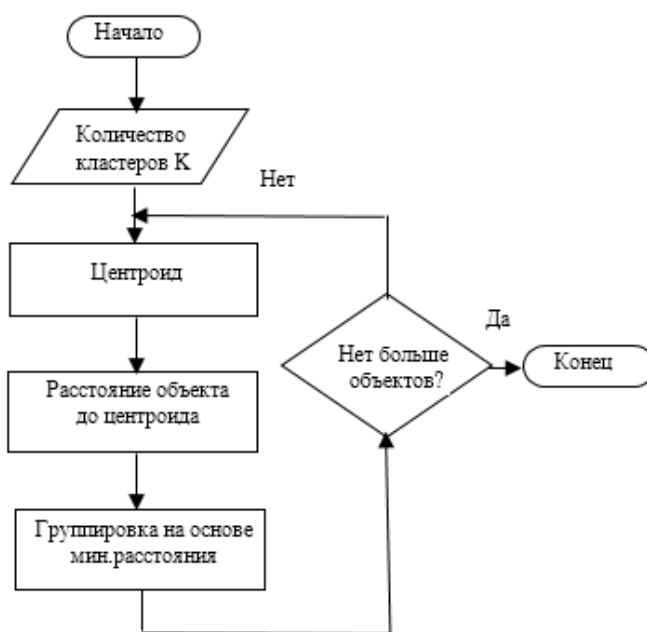 Начало
Количество
кластеров К
Нет
Центроид
Расстояние объекта
до центроида
Группировка на основе
мин.расстояния
Нет больше
объектов?
Да
Конец